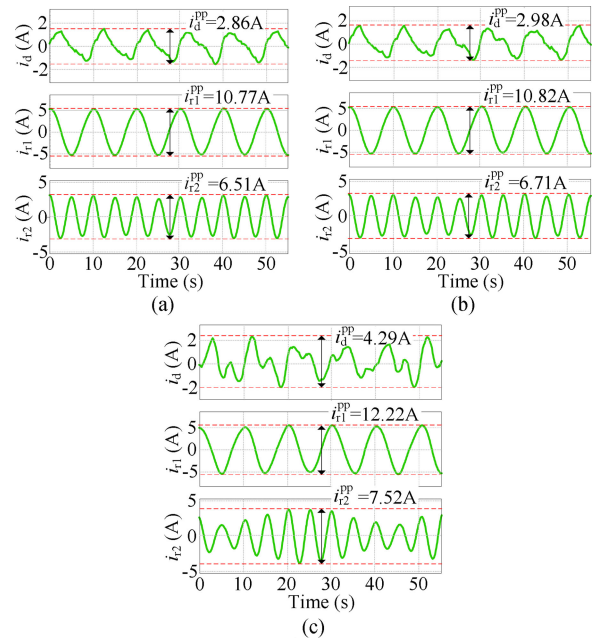 (a)
2
0
-2
i_d (A)
i_d^pp=2.86A
5
0
-5
i_r1 (A)
i_r1^pp=10.77A
5
0
-5
i_r2 (A)
i_r2^pp=6.51A
0 10 20 30 40 50
Time (s)
(a)
(b)
2
0
-2
i_d (A)
i_d^pp=2.98A
5
0
-5
i_r1 (A)
i_r1^pp=10.82A
5
0
-5
i_r2 (A)
i_r2^pp=6.71A
0 10 20 30 40 50
Time (s)
(b)
2
0
-2
i_d (A)
i_d^pp=4.29A
5
0
-5
i_r1 (A)
i_r1^pp=12.22A
5
0
-5
i_r2 (A)
i_r2^pp=7.52A
0 10 20 30 40 50
Time (s)
(c)